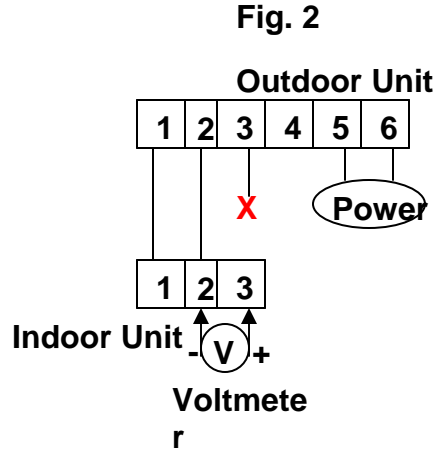 Fig. 2
Outdoor Unit
1 2 3 4 5 6
X
Power
1 2 3
Indoor Unit
- V +
Voltmete
r